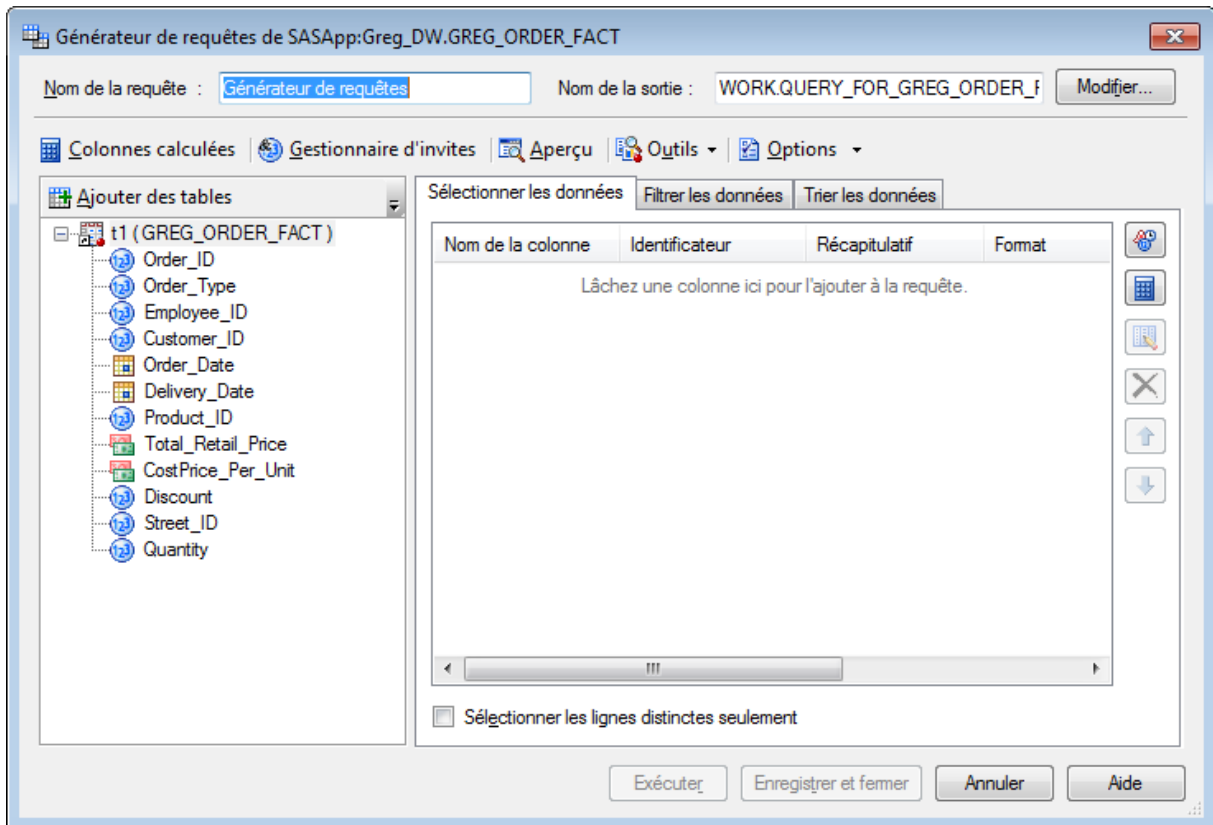 Générateur de requêtes de SASApp:Greg_DW.GREG_ORDER_FACT
Nom de la requête : Générateur de requêtes Nom de la sortie : WORK.QUERY_FOR_GREG_ORDER_F Modifier...
Colonnes calculées Gestionnaire d'invites Aperçu Outils Options
Ajouter des tables
t1 ( GREG_ORDER_FACT )
Order_ID
Order_Type
Employee_ID
Customer_ID
Order_Date
Delivery_Date
Product_ID
Total_Retail_Price
CostPrice_Per_Unit
Discount
Street_ID
Quantity
Sélectionner les données Filtrer les données Trier les données
Nom de la colonne Identificateur Récapitulatif Format
Lâchez une colonne ici pour l'ajouter à la requête.
Sélectionner les lignes distinctes seulement
Exécuter Enregistrer et fermer Annuler Aide